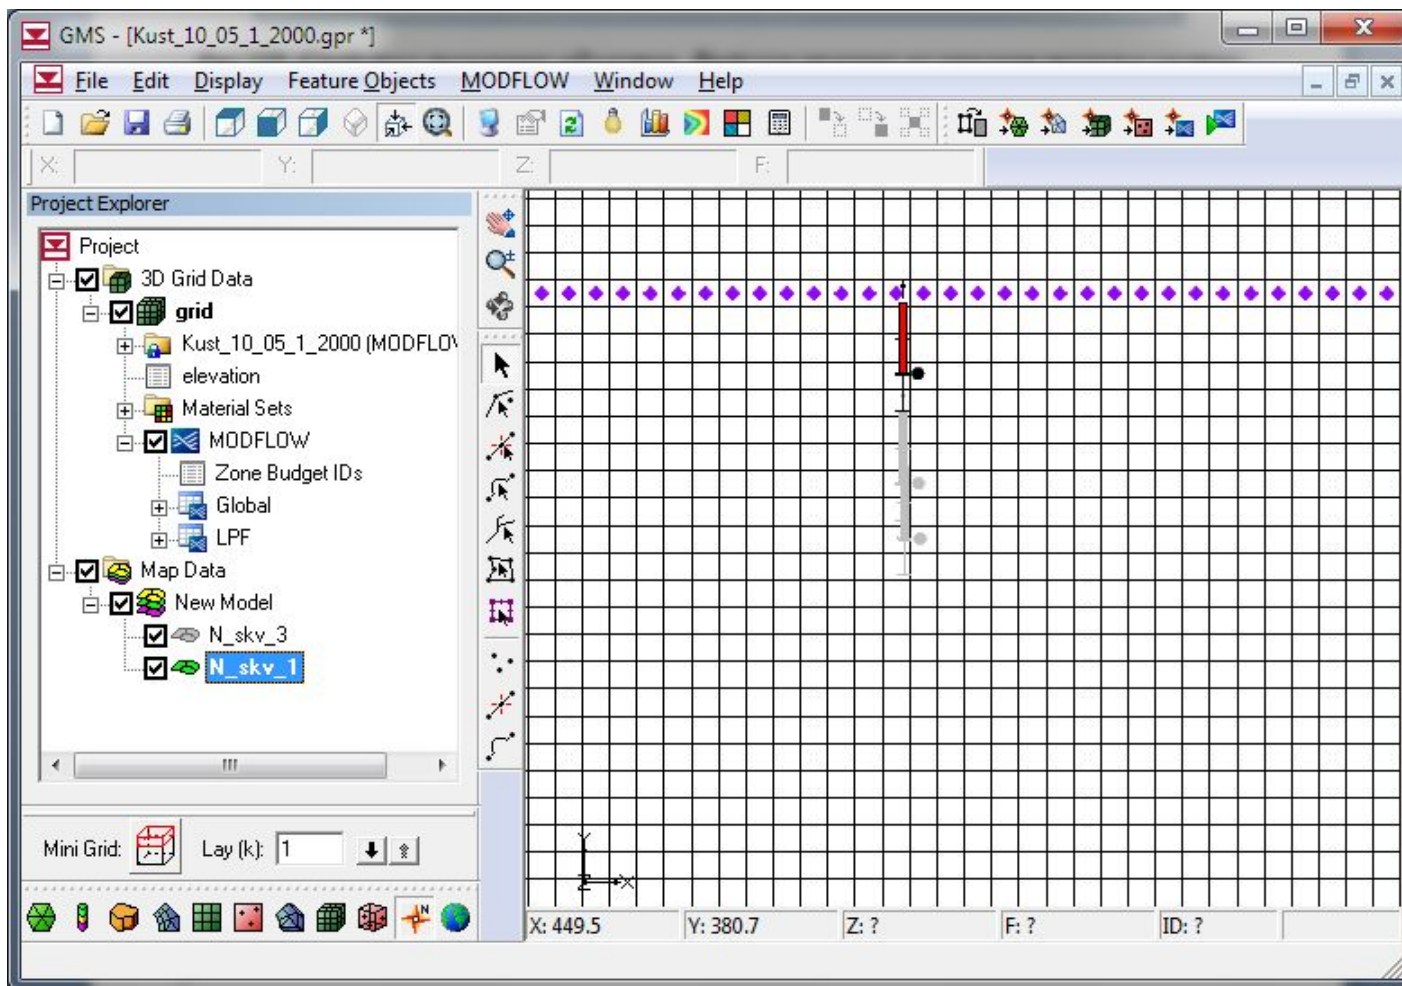 GMS - [Kust_10_05_1_2000.gpr *]
File Edit Display Feature Objects MODFLOW Window Help
X: Y: Z: F:
Project Explorer
Project
3D Grid Data
grid
Kust_10_05_1_2000 (MODFLO
elevation
Material Sets
MODFLOW
Zone Budget IDs
Global
LPF
Map Data
New Model
N_skv_3
N_skv_1
Mini Grid: Lay (k): 1
Y
Z X
N
X: 449.5 Y: 380.7 Z: ? F: ? ID: ?